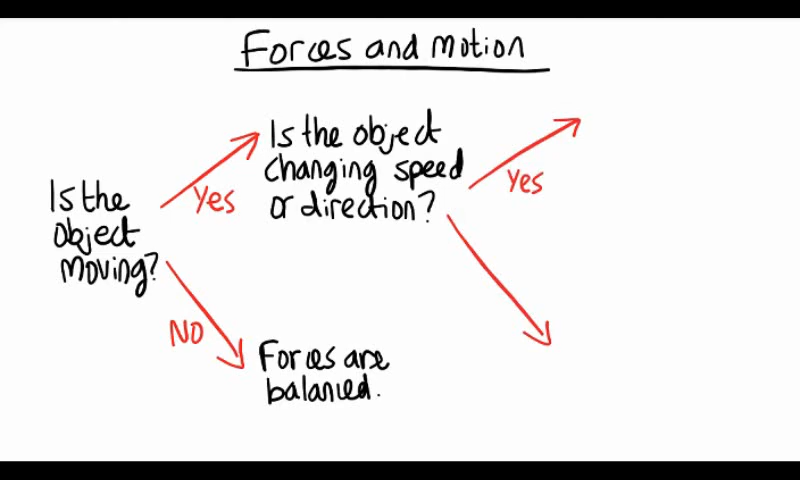 Forces and motion
Is the object
changing speed
or direction?
Yes
Yes
Is the
object
moving?
NO
Forces are
balanced.